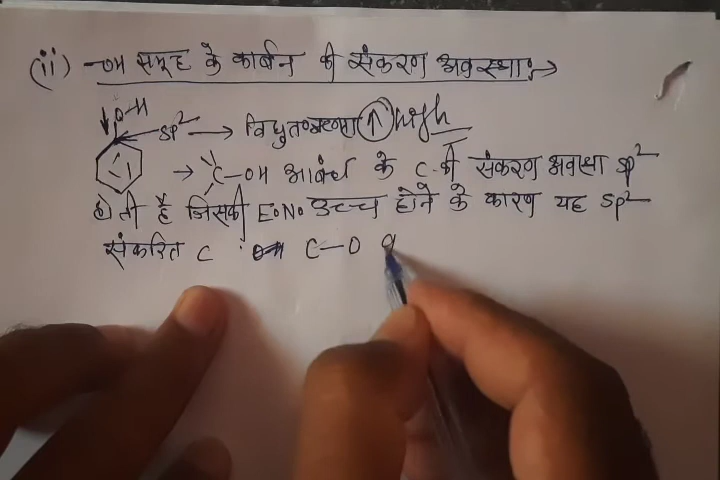 (ii) -OH समूह के कार्बन की संकरण अवस्था :→
O-H
SP² → विद्युतऋणता (↑) high
→ C-OH आबंध के C की संकरण अवस्था SP²
होती है जिसकी E.N. उच्च होने के कारण यह SP²
संकरित C C-O